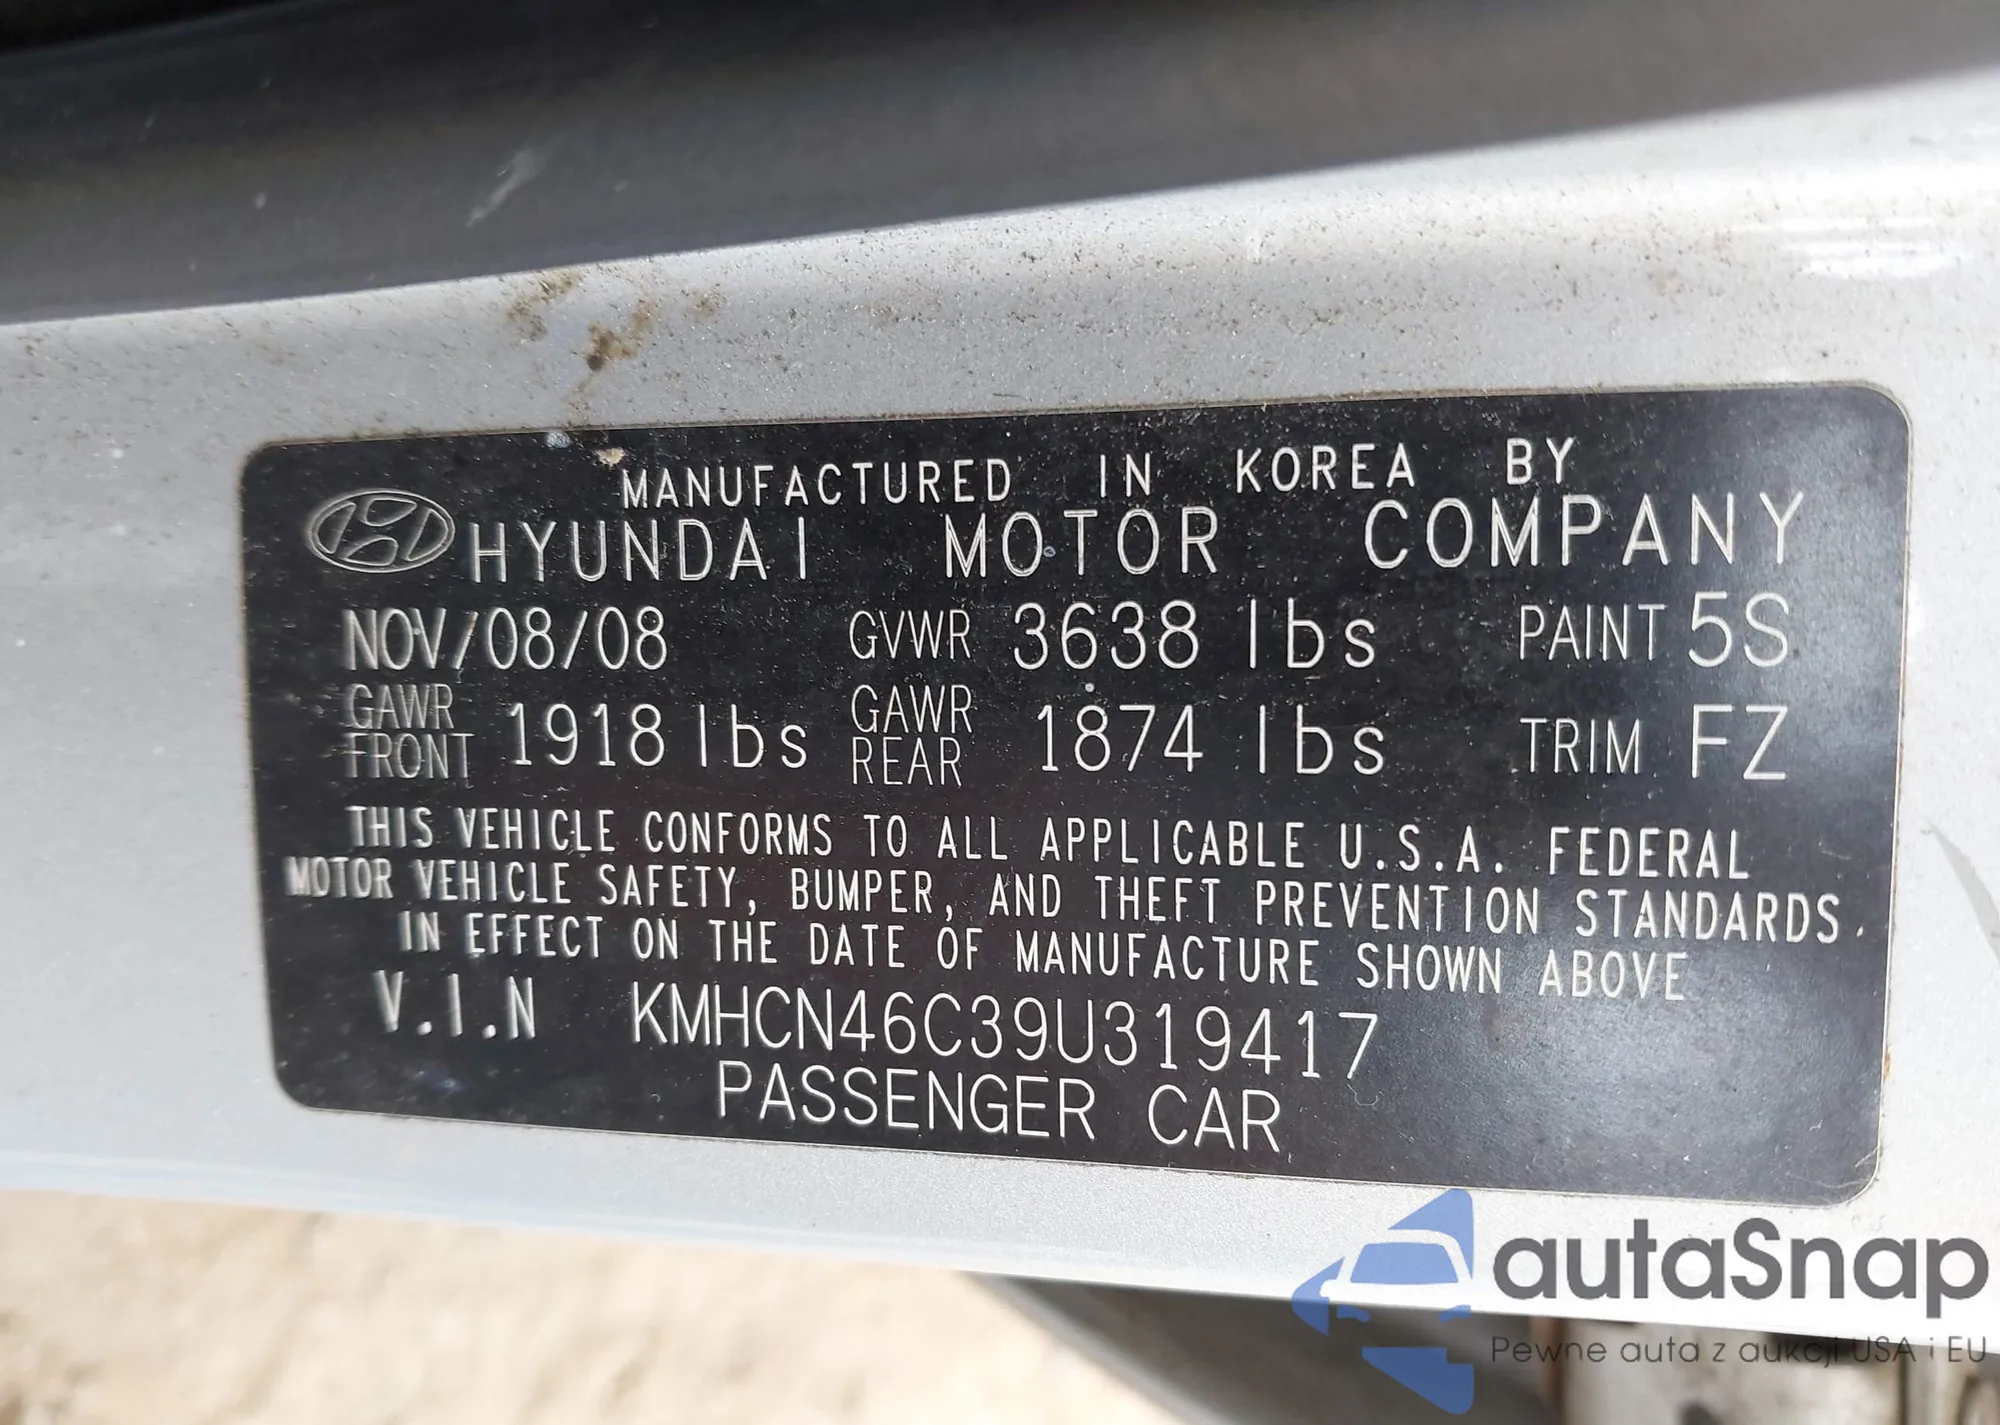 MANUFACTURED IN KOREA BY
HYUNDAI MOTOR COMPANY
NOV/08/08 GVWR 3638 lbs PAINT 5S
GAWR FRONT 1918 lbs GAWR REAR 1874 lbs TRIM FZ
THIS VEHICLE CONFORMS TO ALL APPLICABLE U.S.A. FEDERAL
MOTOR VEHICLE SAFETY, BUMPER, AND THEFT PREVENTION STANDARDS
IN EFFECT ON THE DATE OF MANUFACTURE SHOWN ABOVE
V.I.N KMHCN46C39U319417
PASSENGER CAR
autaSnap
Pewne auta z aukcji USA i EU